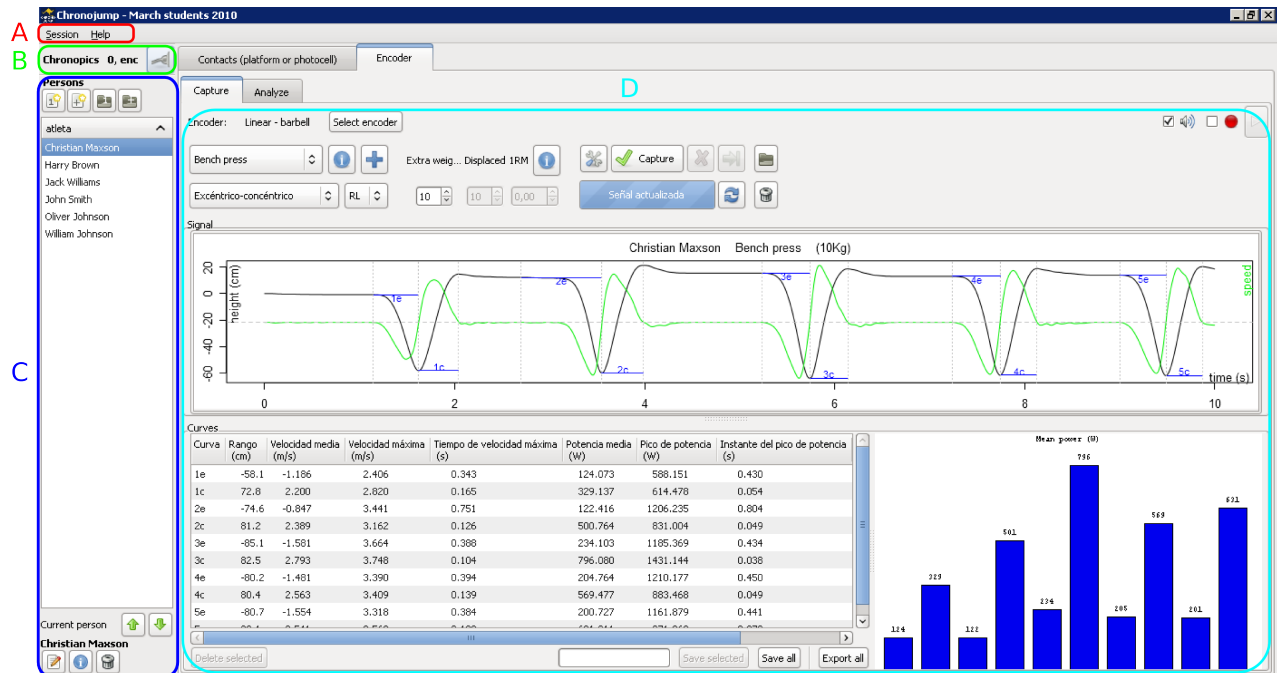 Chronojump - March students 2010
A
Session Help
B
Chronopics 0, enc
Contacts (platform or photocell) Encoder
C
Persons
atleta
Christian Maxson
Harry Brown
Jack Williams
John Smith
Oliver Johnson
William Johnson
Current person
Christian Maxson
D
Capture Analyze
Encoder: Linear - barbell Select encoder
Bench press Extra weig... Displaced 1RM Capture
Excéntrico-concéntrico RL 10 10 0,00 Señal actualizada
Signal
Christian Maxson Bench press (10Kg)
height (cm)
20
0
-20
-40
-60
1e 2e 3e 4e 5e
1c 2c 3c 4c 5c
speed
time (s)
0 2 4 6 8 10
Curves
Curva Rango (cm) Velocidad media (m/s) Velocidad máxima (m/s) Tiempo de velocidad máxima (s) Potencia media (W) Pico de potencia (W) Instante del pico de potencia (s)
1e -58.1 -1.186 2.406 0.343 124.073 588.151 0.430
1c 72.8 2.200 2.820 0.165 329.137 614.478 0.054
2e -74.6 -0.847 3.441 0.751 122.416 1206.235 0.804
2c 81.2 2.389 3.162 0.126 500.764 831.004 0.049
3e -85.1 -1.581 3.664 0.388 234.103 1185.369 0.434
3c 82.5 2.793 3.748 0.104 796.080 1431.144 0.038
4e -80.2 -1.481 3.390 0.394 204.764 1210.177 0.450
4c 80.4 2.563 3.409 0.139 569.477 883.468 0.049
5e -80.7 -1.554 3.318 0.384 200.727 1161.879 0.441
Delete selected Save selected Save all Export all
Mean power (W)
124 329 122 501 234 796 205 569 201 631